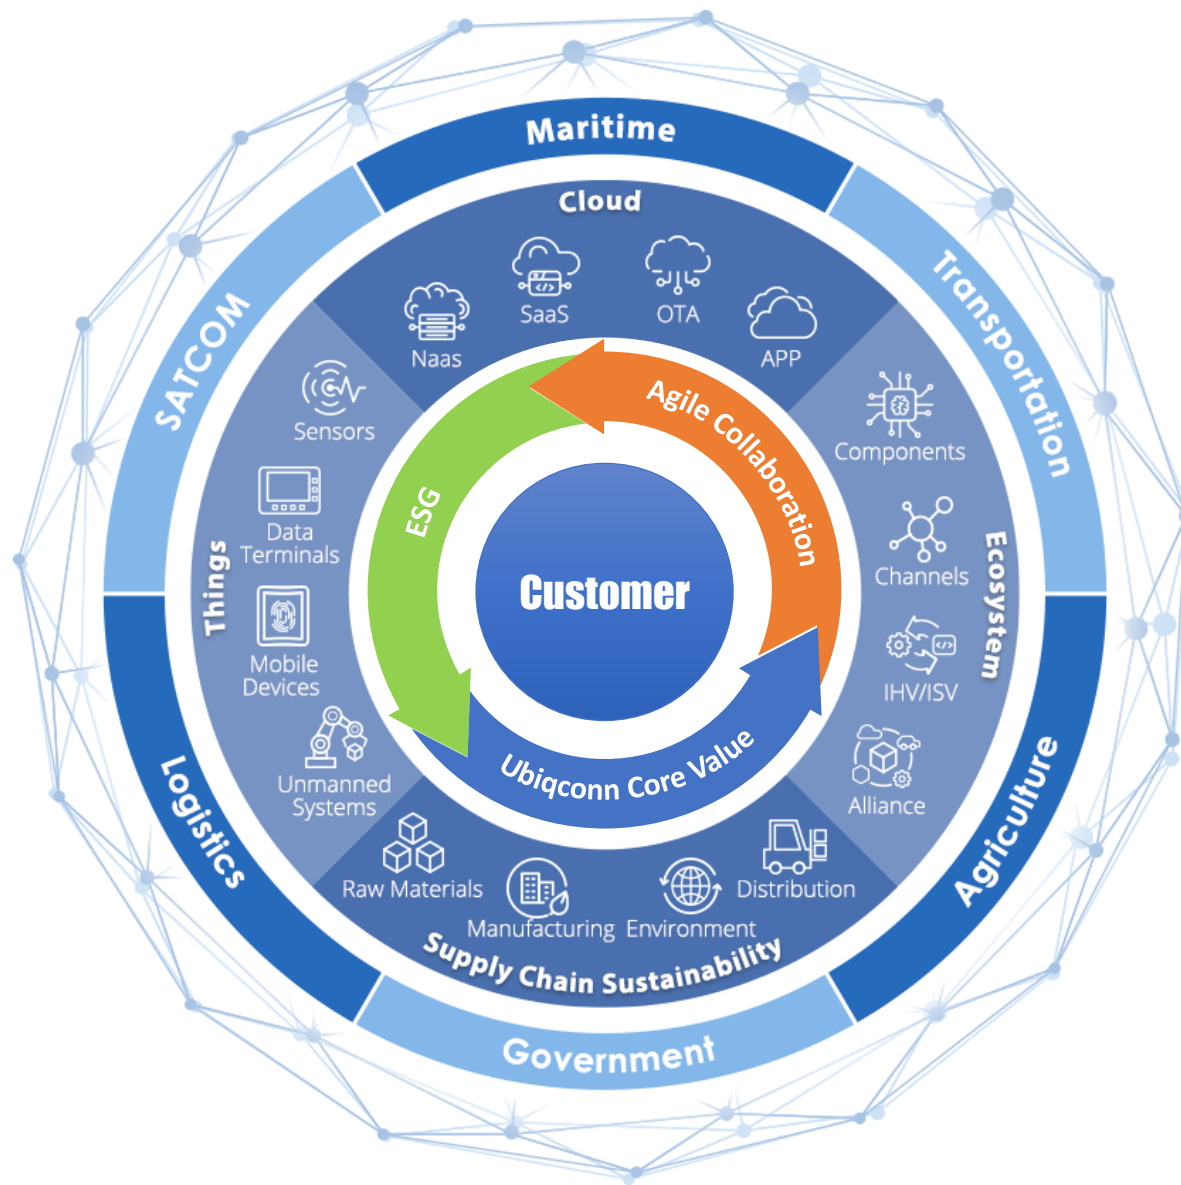 Maritime
Transportation
Agriculture
Government
Logistics
SATCOM
Cloud
Naas
SaaS
OTA
APP
Ecosystem
Components
Channels
IHV/ISV
Alliance
Supply Chain Sustainability
Raw Materials
Manufacturing
Environment
Distribution
Things
Sensors
Data
Terminals
Mobile
Devices
Unmanned
Systems
Agile Collaboration
ESG
Ubiqconn Core Value
Customer